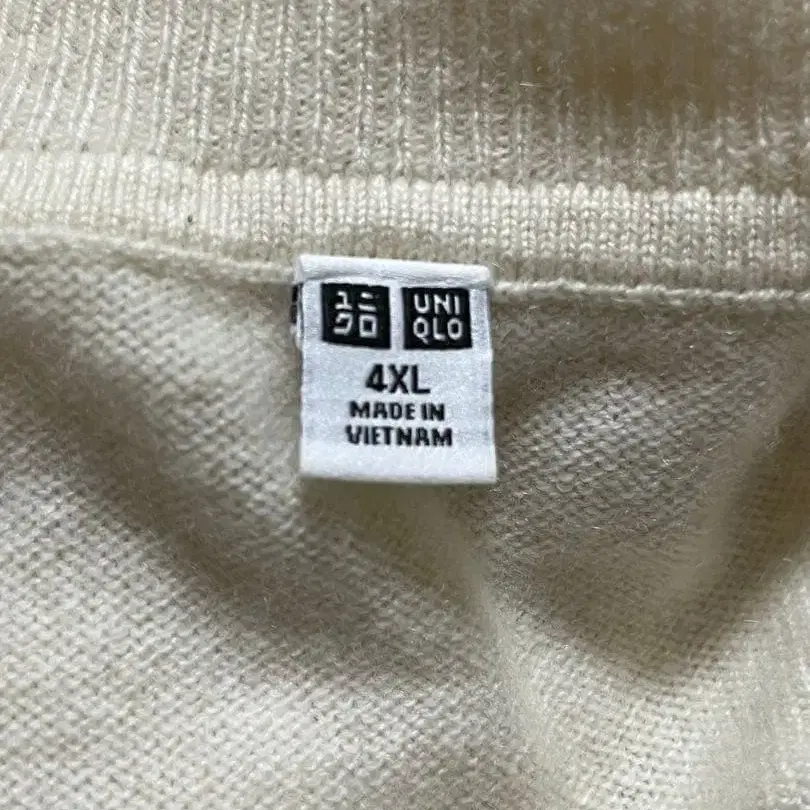 ユニ UNI
クロ QLO
4XL
MADE IN
VIETNAM